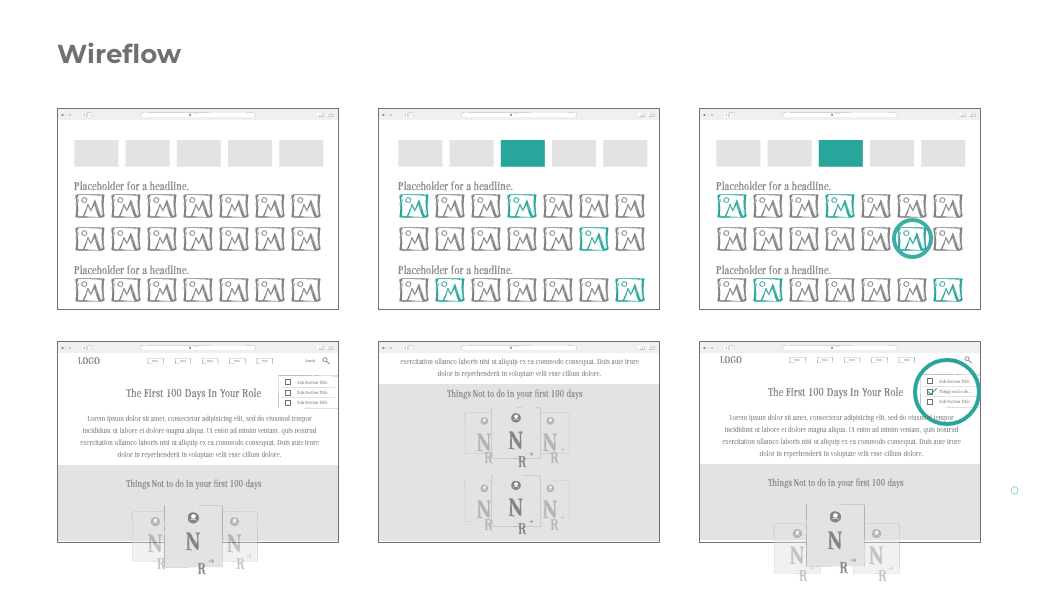 Wireflow
Placeholder for a headline.
Placeholder for a headline.
Placeholder for a headline.
Placeholder for a headline.
Placeholder for a headline.
Placeholder for a headline.
LOGO
Search
Sub Section Title
Sub Section Title
Sub Section Title
The First 100 Days In Your Role
Lorem ipsum dolor sit amet, consectetur adipisicing elit, sed do eiusmod tempor
incididunt ut labore et dolore magna aliqua. Ut enim ad minim veniam, quis nostrud
exercitation ullamco laboris nisi ut aliquip ex ea commodo consequat. Duis aute irure
dolor in reprehenderit in voluptate velit esse cillum dolore.
Things Not to do in your first 100 days
N N N
R R
exercitation ullamco laboris nisi ut aliquip ex ea commodo consequat. Duis aute irure
dolor in reprehenderit in voluptate velit esse cillum dolore.
Things Not to do in your first 100 days
N N N
R R R
N N N
R R R
LOGO
Sub Section Title
Things not to do ...
Sub Section Title
The First 100 Days In Your Role
Lorem ipsum dolor sit amet, consectetur adipisicing elit, sed do eiusmod tempor
incididunt ut labore et dolore magna aliqua. Ut enim ad minim veniam, quis nostrud
exercitation ullamco laboris nisi ut aliquip ex ea commodo consequat. Duis aute irure
dolor in reprehenderit in voluptate velit esse cillum dolore.
Things Not to do in your first 100 days
N N N
R R R